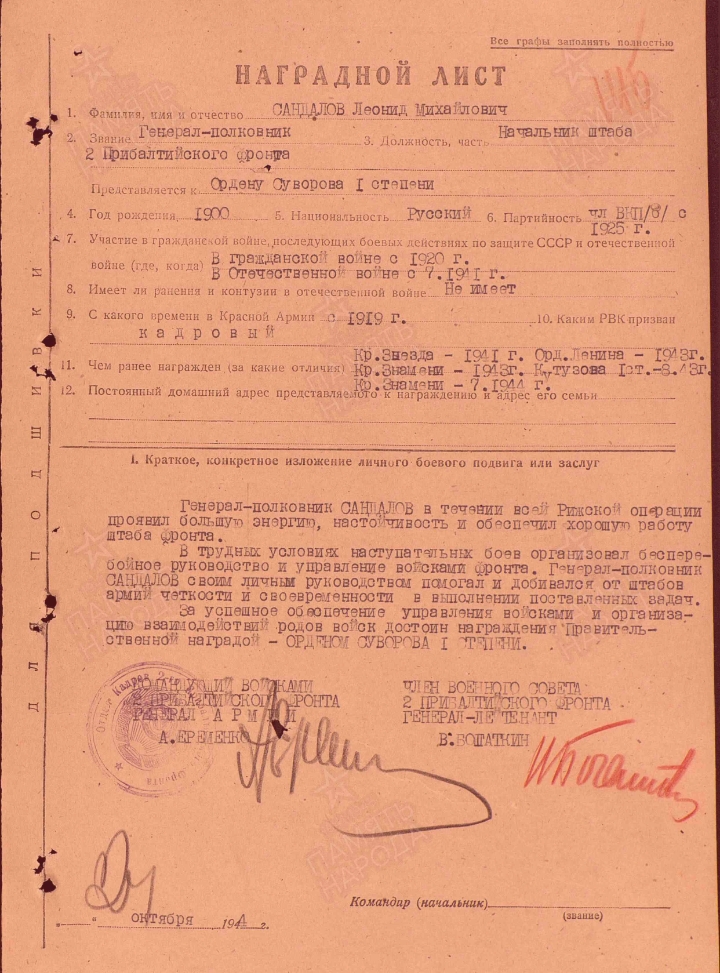 Все графы заполнять полностью
НАГРАДНОЙ ЛИСТ
1. Фамилия, имя и отчество САНДАЛОВ Леонид Михайлович
2. Звание Генерал-полковник 3. Должность, часть Начальник штаба
2 Прибалтийского фронта
Представляется к Ордену Суворова I степени
4. Год рождения, 1900 5. Национальность Русский 6. Партийность чл ВКП/б/ с
1925 г.
7. Участие в гражданской войне, последующих боевых действиях по защите СССР и отечественной
войне (где, когда) В гражданской войне с 1920 г.
В Отечественной войне с 7.1941 г.
8. Имеет ли ранения и контузии в отечественной войне Не имеет
9. С какого времени в Красной Армии с 1919 г. 10. Каким РВК призван
кадровый
Кр.Звезда - 1941 г. Орд.Ленина - 1943г.
11. Чем ранее награжден (за какие отличия) Кр.Знамени - 1943г. Кутузова Iст.-8.43г.
Кр.Знамени - 7.1944 г.
12. Постоянный домашний адрес представляемого к награждению и адрес его семьи
I. Краткое, конкретное изложение личного боевого подвига или заслуг
Генерал-полковник САНДАЛОВ в течении всей Рижской операции
проявил большую энергию, настойчивость и обеспечил хорошую работу
штаба фронта.
В трудных условиях наступательных боев организовал беспере-
бойное руководство и управление войсками фронта. Генерал-полковник
САНДАЛОВ своим личным руководством помогал и добивался от штабов
армий четкости и своевременности в выполнении поставленных задач.
За успешное обеспечение управления войсками и организа-
цию взаимодействий родов войск достоин награждения Правитель-
ственной наградой - ОРДЕНОМ СУВОРОВА I СТЕПЕНИ.
КОМАНДУЮЩИЙ ВОЙСКАМИ ЧЛЕН ВОЕННОГО СОВЕТА
2 ПРИБАЛТИЙСКОГО ФРОНТА 2 ПРИБАЛТИЙСКОГО ФРОНТА
ГЕНЕРАЛ АРМИИ ГЕНЕРАЛ-ЛЕЙТЕНАНТ
А.ЕРЕМЕНКО В.БОГАТКИН
Командир (начальник)
(звание)
" " октября 1944 г.
ДЛЯ ПОДШИВКИ
ПАМЯТЬ НАРОДА